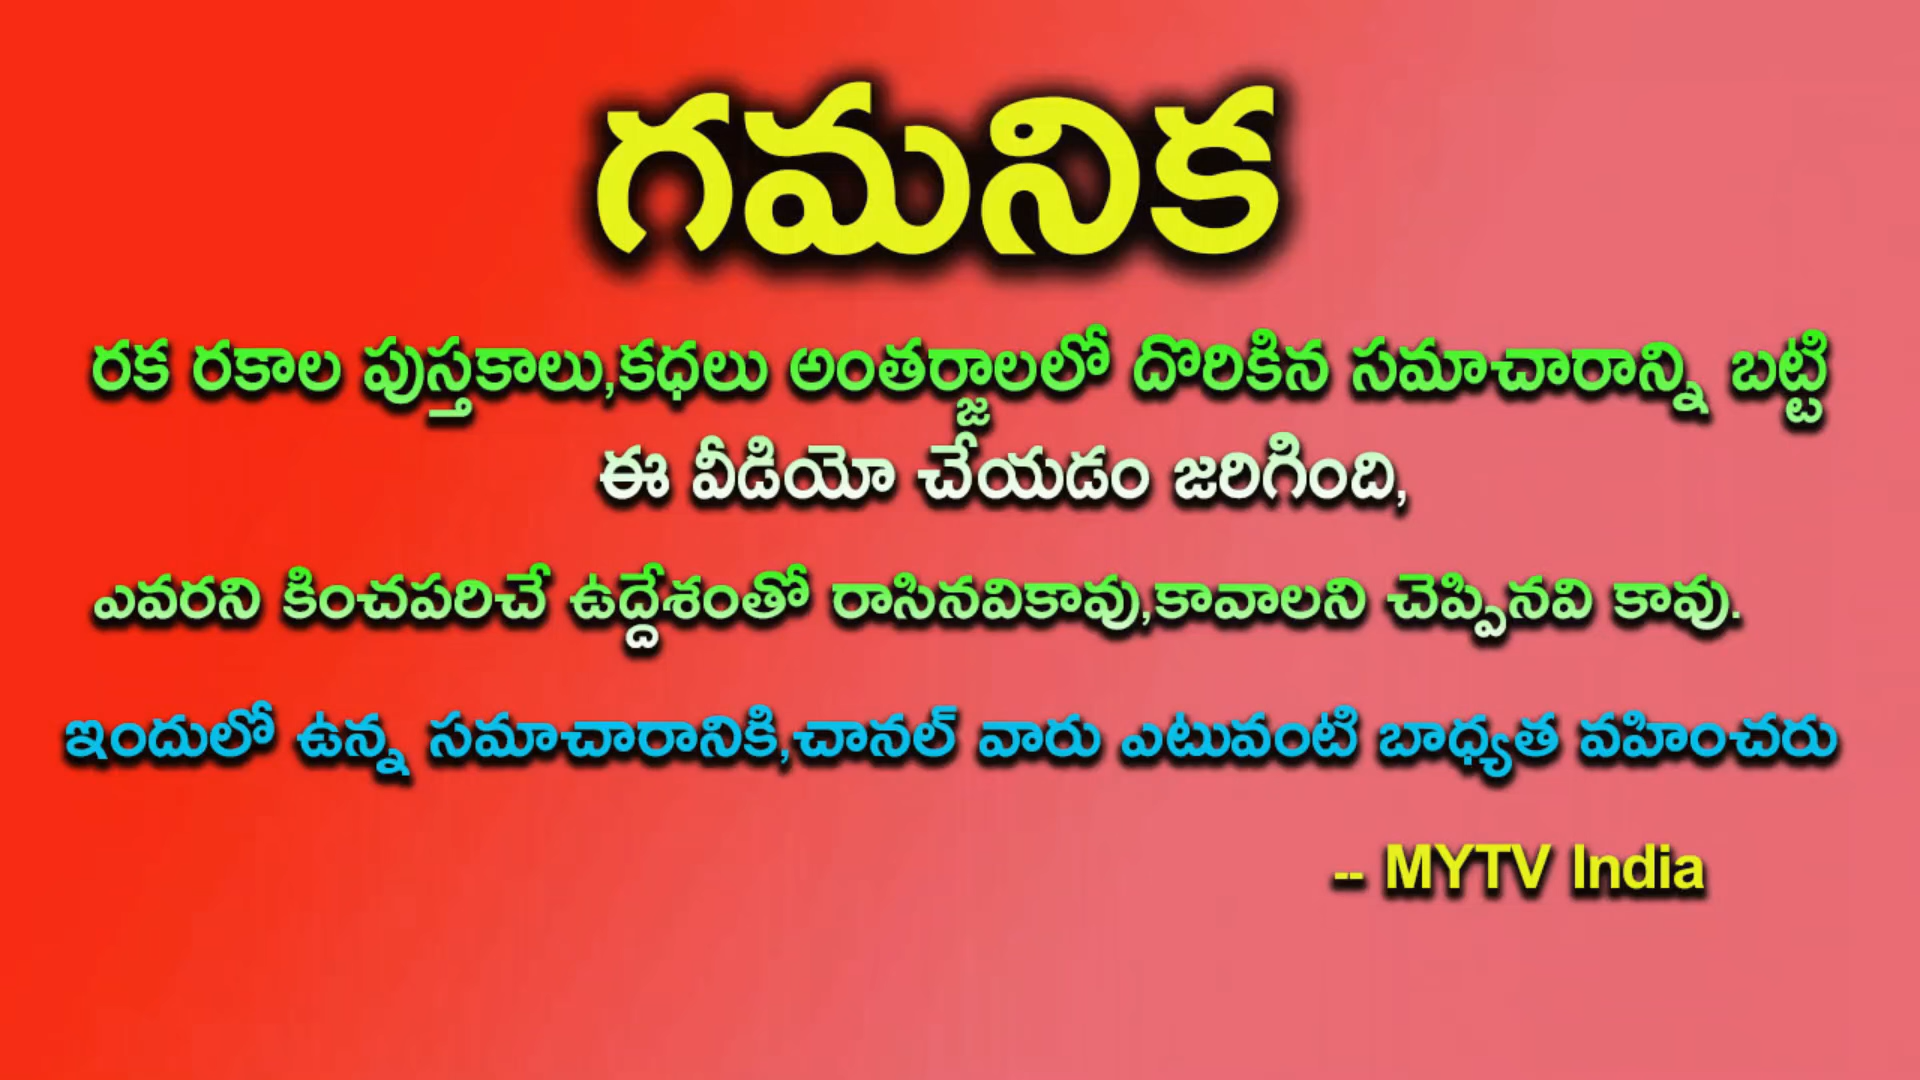 గమనిక
రక రకాల పుస్తకాలు,కధలు అంతర్జాలలో దొరికిన సమాచారాన్ని బట్టి
ఈ వీడియో చేయడం జరిగింది,
ఎవరని కించపరిచే ఉద్దేశంతో రాసినవికావు,కావాలని చెప్పినవి కావు.
ఇందులో ఉన్న సమాచారానికి,చానల్ వారు ఎటువంటి బాధ్యత వహించరు
-- MYTV India